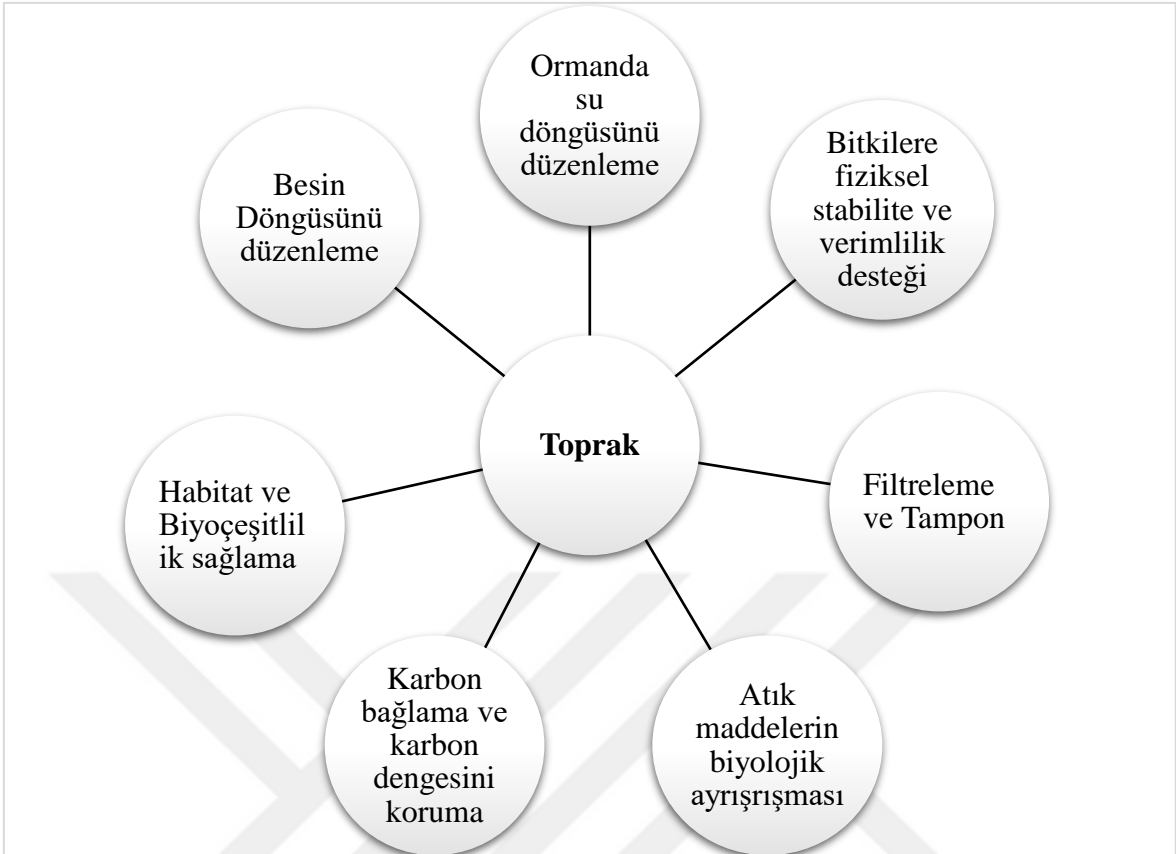 Ormanda
su
döngüsünü
düzenleme
Bitkilere
fiziksel
stabilite ve
verimlilik
desteği
Besin
Döngüsünü
düzenleme
Toprak
Filtreleme
ve Tampon
Habitat ve
Biyoçeşitlil
ik sağlama
Karbon
bağlama ve
karbon
dengesini
koruma
Atık
maddelerin
biyolojik
ayrışrışması